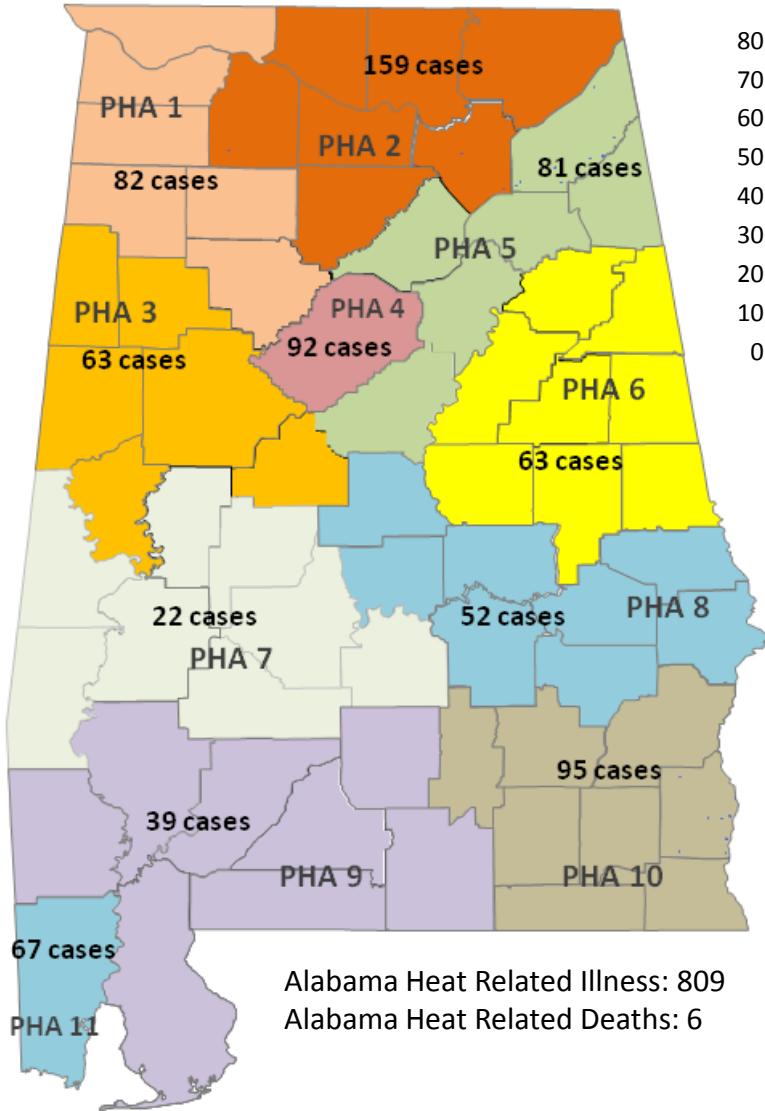 80
159 cases
70
PHA 1
60
PHA 2
50
81 cases
82 cases
40
30
PHA 5
20
PHA 3
PHA 4
10
92 cases
0
63 cases
PHA 6
63 cases
22 cases
52 cases
PHA 8
PHA 7
95 cases
39 cases
PHA 9
PHA 10
67 cases
Alabama Heat Related Illness: 809
PHA 11
Alabama Heat Related Deaths: 6